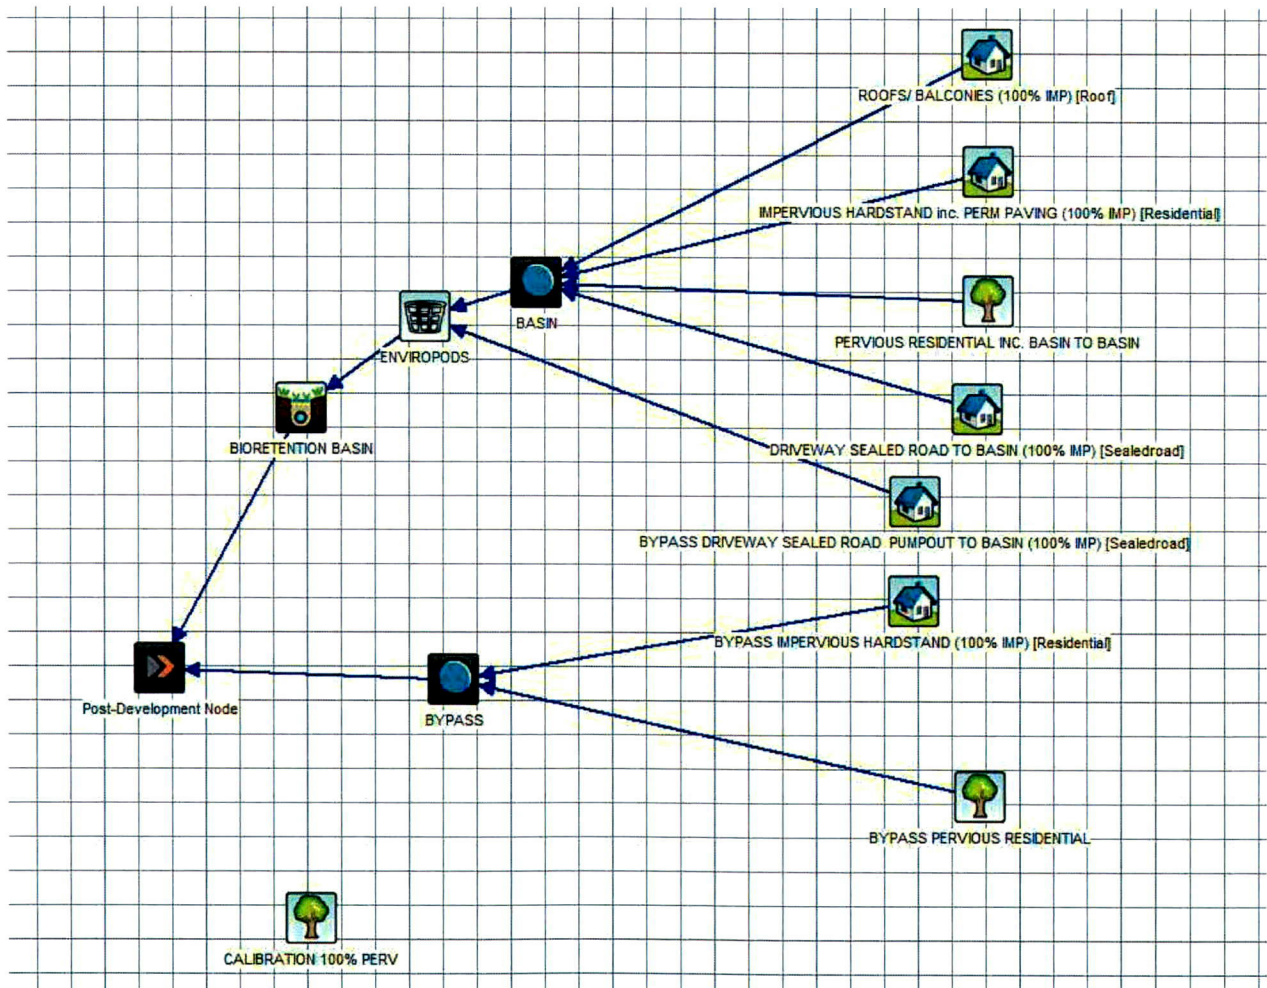 ROOFS/ BALCONIES (100% IMP) [Roof]
IMPERVIOUS HARDSTAND inc. PERM PAVING (100% IMP) [Residential]
BASIN
PERVIOUS RESIDENTIAL INC. BASIN TO BASIN
ENVIROPODS
BIORETENTION BASIN
DRIVEWAY SEALED ROAD TO BASIN (100% IMP) [Sealedroad]
BYPASS DRIVEWAY SEALED ROAD PUMPOUT TO BASIN (100% IMP) [Sealedroad]
BYPASS IMPERVIOUS HARDSTAND (100% IMP) [Residential]
Post-Development Node
BYPASS
BYPASS PERVIOUS RESIDENTIAL
CALIBRATION 100% PERV